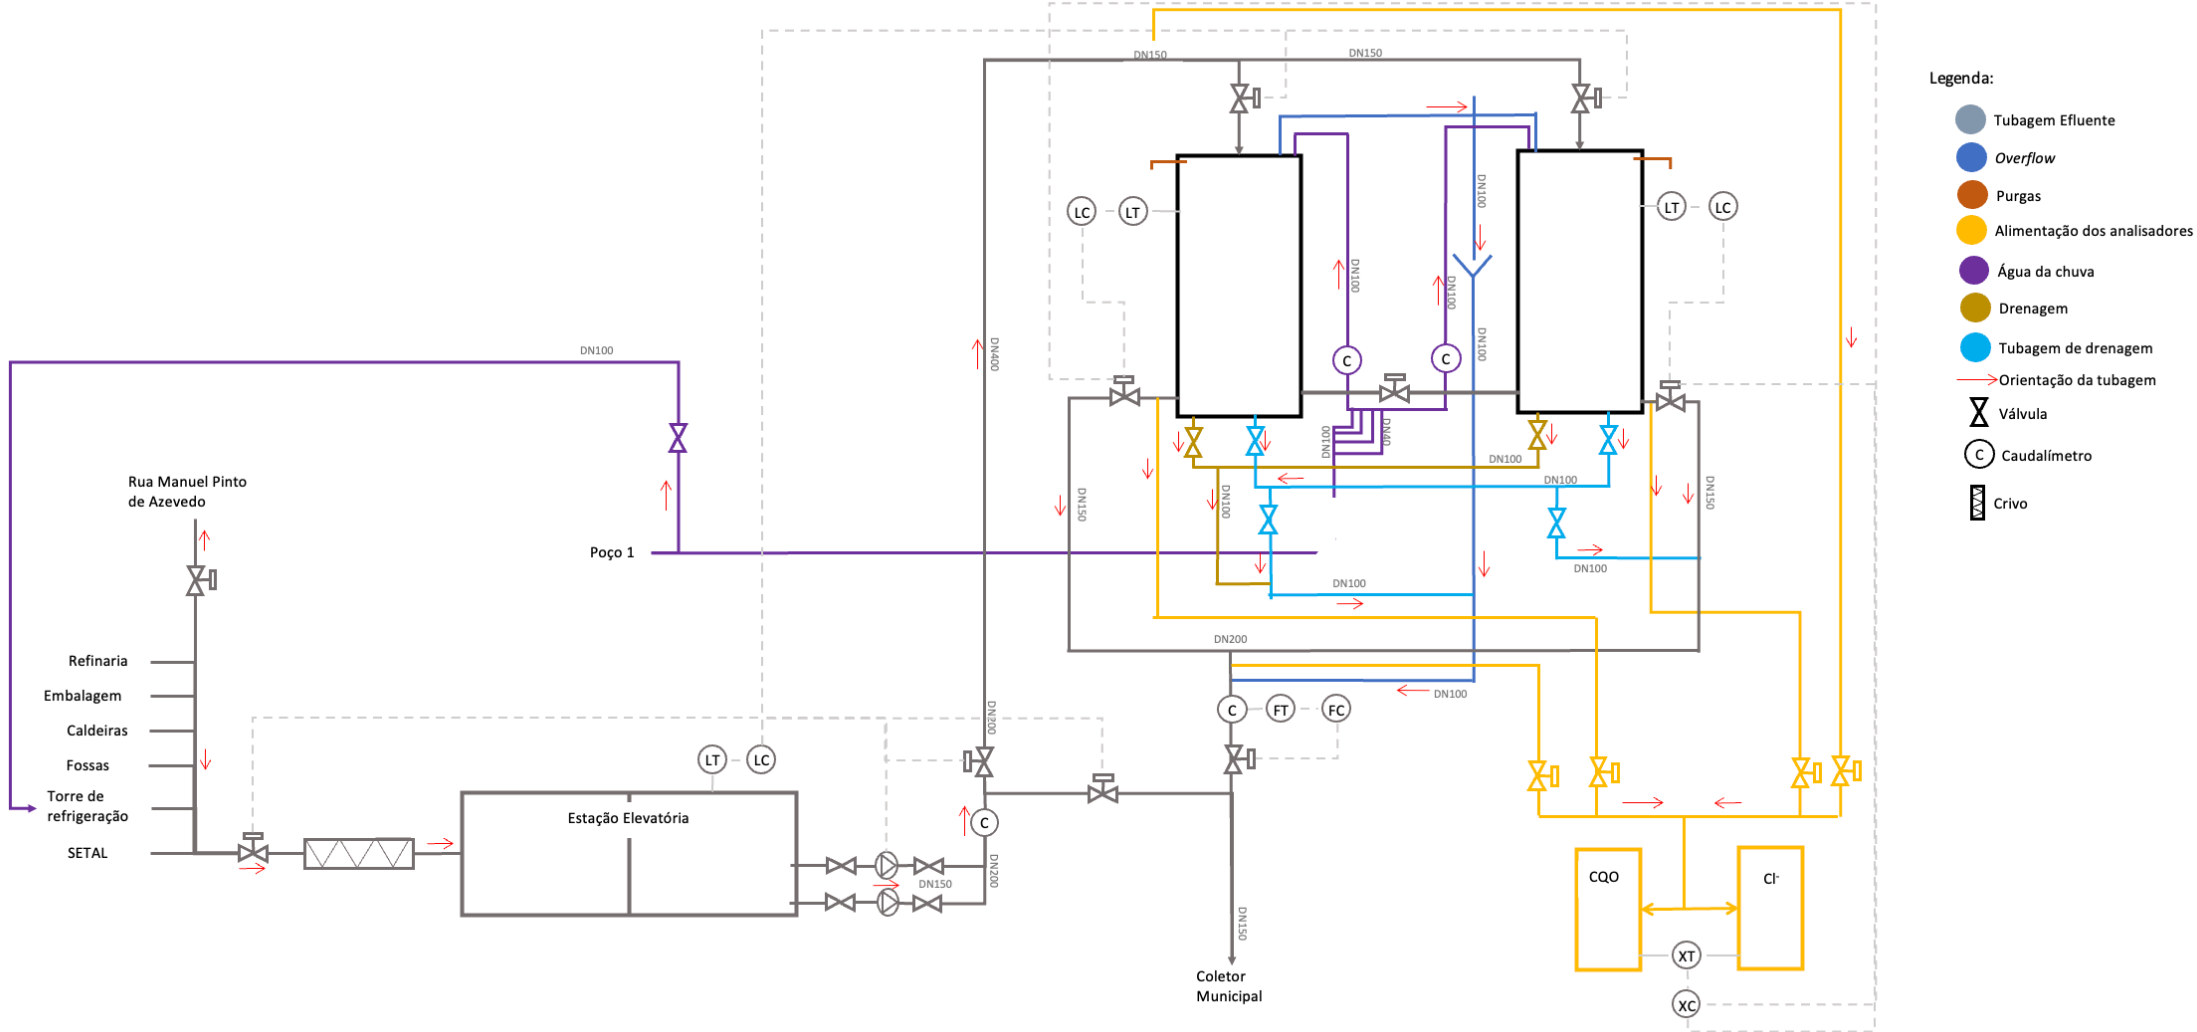 DN150
DN150
Legenda:
Tubagem Efluente
Overflow
Purgas
Alimentação dos analisadores
Água da chuva
Drenagem
Tubagem de drenagem
Orientação da tubagem
Válvula
C
Caudalímetro
Crivo
LC
LT
LT
LC
DN100
DN100
DN100
DN100
DN400
DN100
C
C
DN100
DN40
DN100
DN100
DN150
DN100
DN150
Rua Manuel Pinto
de Azevedo
Poço 1
DN100
DN100
DN200
DN100
Refinaria
Embalagem
Caldeiras
Fossas
Torre de
refrigeração
SETAL
C
FT
FC
DN200
LT
LC
Estação Elevatória
C
DN200
DN150
CQO
Cl-
DN150
XT
XC
Coletor
Municipal